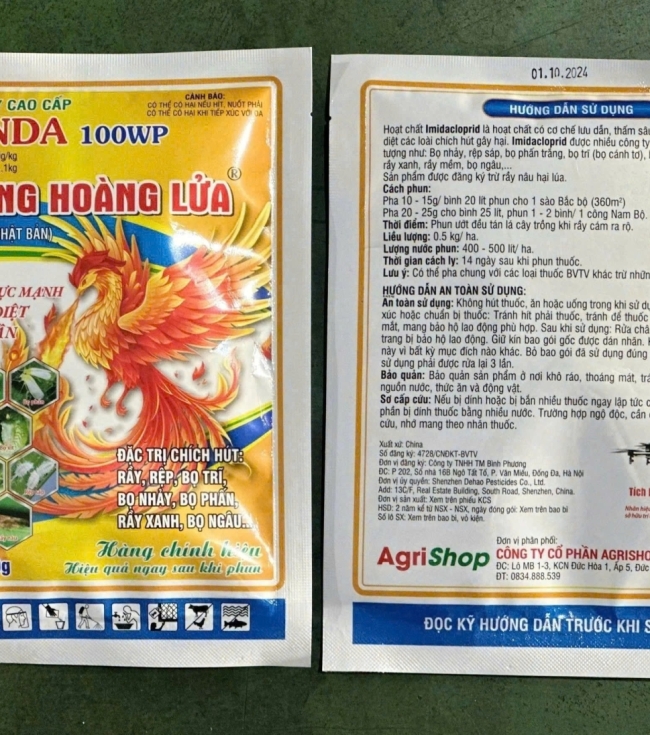 CAO CẤP
CẢNH BÁO:
CÓ THỂ CÓ HẠI NẾU HÍT, NUỐT PHẢI
CÓ THỂ CÓ HẠI KHI TIẾP XÚC VỚI DA
NDA 100WP
g/kg
.1kg
NG HOÀNG LỬA®
HẬT BẢN)
ỨC MẠNH
DIỆT
ẦN
ĐẶC TRỊ CHÍCH HÚT:
RẦY, RỆP, BỌ TRĨ,
BỌ NHẢY, BỌ PHẤN,
RẦY XANH, BỌ NGÂU...
Hàng chính hiệu
Hiệu quả ngay sau khi phun
0g
01.10.2024
HƯỚNG DẪN SỬ DỤNG
Hoạt chất Imidacloprid là hoạt chất có cơ chế lưu dẫn, thấm sâ
diệt các loài chích hút gây hại. Imidacloprid được nhiều công ty
tượng như: Bọ nhảy, rệp sáp, bọ phấn trắng, bọ trĩ (bọ cánh tơ),
rầy xanh, rầy mềm, bọ ngâu,...
Sản phẩm được đăng ký trừ rầy nâu hại lúa.
Cách phun:
Pha 10 - 15g/ bình 20 lít phun cho 1 sào Bắc bộ (360m²)
Pha 20 - 25g cho bình 25 lít, phun 1 - 2 bình/ 1 công Nam Bộ.
Thời điểm: Phun ướt đều tán lá cây trồng khi rầy cám ra rộ.
Liều lượng: 0.5 kg/ ha.
Lượng nước phun: 400 - 500 lít/ ha.
Thời gian cách ly: 14 ngày sau khi phun thuốc.
Lưu ý: Có thể pha chung với các loại thuốc BVTV khác trừ nhữn
HƯỚNG DẪN AN TOÀN SỬ DỤNG:
An toàn sử dụng: Không hút thuốc, ăn hoặc uống trong khi sử dụ
xúc hoặc chuẩn bị thuốc: Tránh hít phải thuốc, tránh để thuốc
mắt, mang bảo hộ lao động phù hợp. Sau khi sử dụng: Rửa châ
trang bị bảo hộ lao động. Giữ kín bao gói gốc được dán nhãn.
này vì bất kỳ mục đích nào khác. Bỏ bao gói đã sử dụng đúng
sử dụng phải được rửa lại 3 lần.
Bảo quản: Bảo quản sản phẩm ở nơi khô ráo, thoáng mát, trá
nguồn nước, thức ăn và động vật.
Sơ cấp cứu: Nếu bị dính hoặc bị bắn nhiều thuốc ngay lập tức c
phần bị dính thuốc bằng nhiều nước. Trường hợp ngộ độc, cần
cứu, nhớ mang theo nhãn thuốc.
Xuất xứ: China
Số đăng ký: 4728/CNDKT-BVTV
Đơn vị đăng ký: Công ty TNHH TM Bình Phương
ĐC: P 202, Số nhà 16B Ngõ Tất Tố, P. Văn Miếu, Đống Đa, Hà Nội
Đơn vị ủy quyền: Shenzhen Dehao Pesticides Co., Ltd.
Add: 13C/F, Real Estate Building, South Road, Shenzhen, China.
Đơn vị sản xuất: Xem trên phiếu KCS
HSD: 2 năm kể từ NSX - NSX, ngày đóng gói: Xem trên bao bì
Số lô SX: Xem trên bao bì, vỏ kiện.
Tích
Nhãn hiệ
sở hữu tr
AgriShop
Đơn vị phân phối:
CÔNG TY CỔ PHẦN AGRISHO
ĐC: Lô MB 1-3, KCN Đức Hòa 1, Ấp 5, Đức
ĐT: 0834.888.539
ĐỌC KỸ HƯỚNG DẪN TRƯỚC KHI S